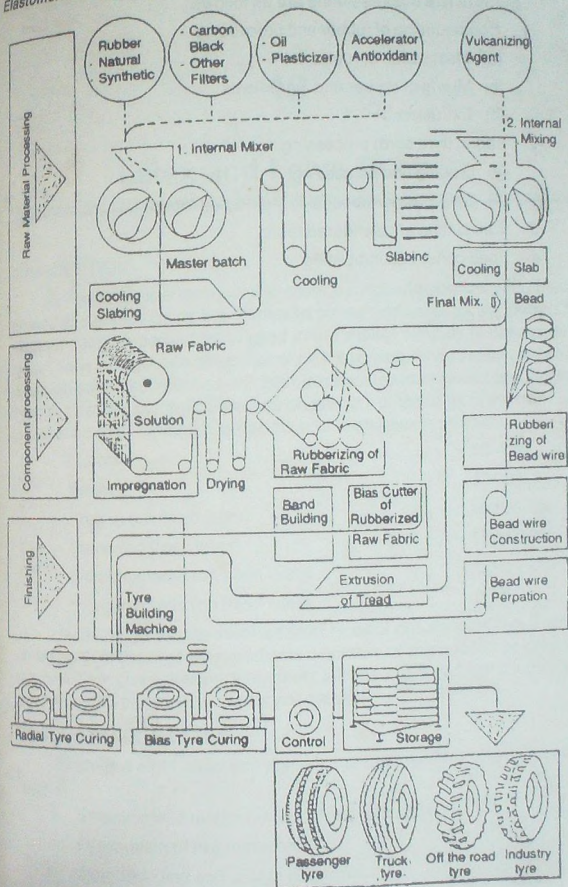 Rubber
- Natural
- Synthetic
- Carbon
Black
- Other
Filters
- Oil
- Plasticizer
Accelerator
Antioxidant
Vulcanizing
Agent
Raw Material Processing
1. Internal Mixer
2. Internal
Mixing
Master batch
Cooling
Slabing
Cooling
Slabinc
Cooling Slab
Final Mix.
Bead
Component processing
Raw Fabric
Solution
Impregnation
Drying
Rubberizing of
Raw Fabric
Rubberi
zing of
Bead wire
Band
Building
Bias Cutter
of
Rubberized
Raw Fabric
Bead wire
Construction
Finishing
Tyre
Building
Machine
Extrusion
of Tread
Bead wire
Perpation
Radial Tyre Curing
Bias Tyre Curing
Control
Storage
Passenger
tyre
Truck
tyre
Off the road
tyre
Industry
tyre